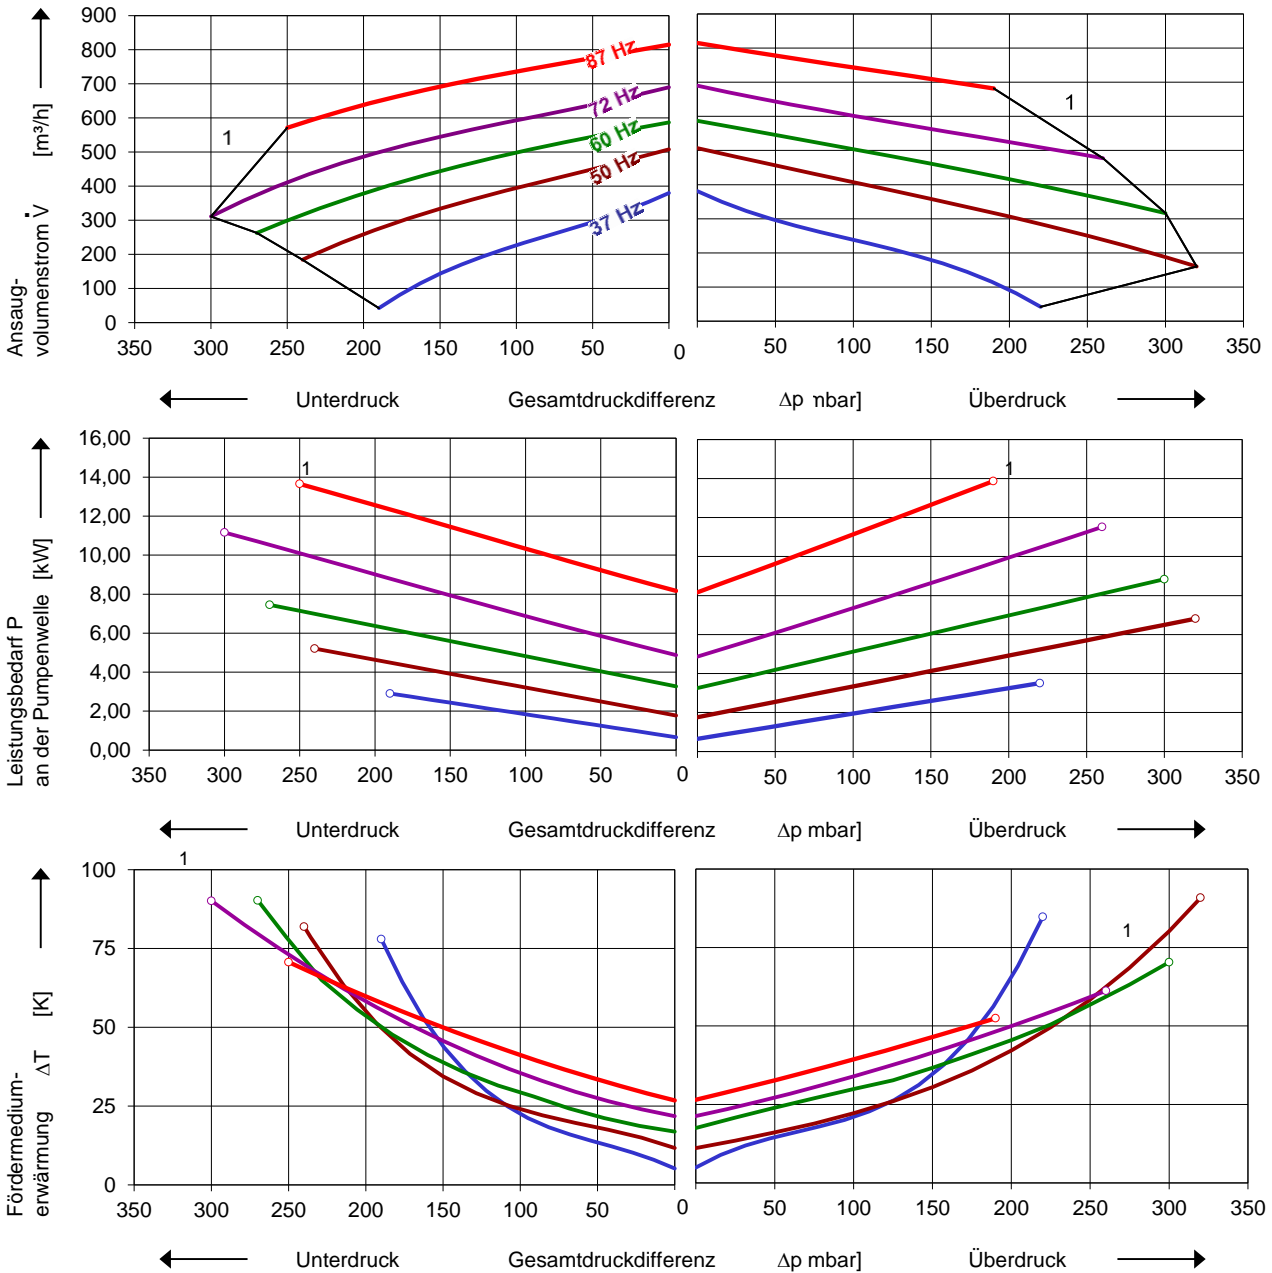 900
800
700
600
500
400
300
200
100
0
Ansaug-
volumenstrom V̇ [m³/h]
87 Hz
72 Hz
60 Hz
50 Hz
37 Hz
1
1
350 300 250 200 150 100 50 0 50 100 150 200 250 300 350
Unterdruck Gesamtdruckdifferenz Δp mbar] Überdruck
16,00
14,00
12,00
10,00
8,00
6,00
4,00
2,00
0,00
Leistungsbedarf P
an der Pumpenwelle [kW]
1
1
350 300 250 200 150 100 50 0 50 100 150 200 250 300 350
Unterdruck Gesamtdruckdifferenz Δp mbar] Überdruck
1
100
75
50
25
0
Fördermedium-
erwärmung ΔT [K]
1
350 300 250 200 150 100 50 0 50 100 150 200 250 300 350
Unterdruck Gesamtdruckdifferenz Δp mbar] Überdruck